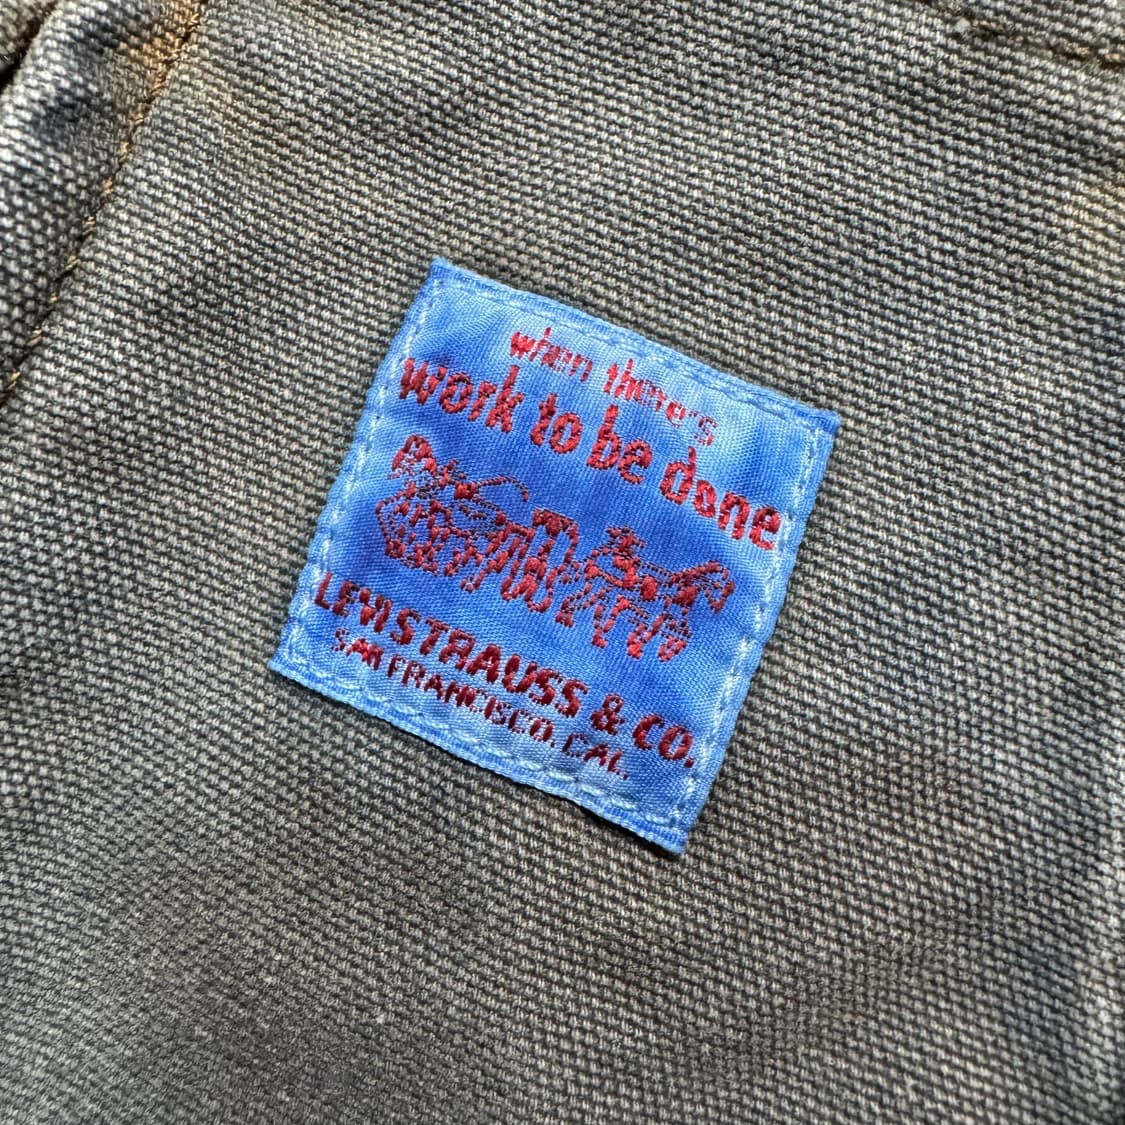 when there's
work to be done
LEVI STRAUSS & CO.
SAN FRANCISCO. CAL.